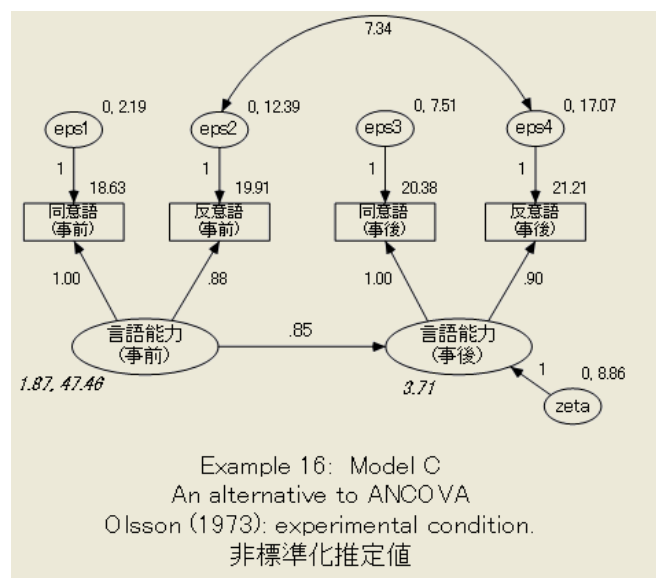 7.34
0, 2.19
0, 12.39
0, 7.51
0, 17.07
eps1
eps2
eps3
eps4
1
1
1
1
18.63
19.91
20.38
21.21
同意語
(事前)
反意語
(事前)
同意語
(事後)
反意語
(事後)
1.00
.88
1.00
.90
言語能力
(事前)
.85
言語能力
(事後)
1.87, 47.46
3.71
1
0, 8.86
zeta
Example 16: Model C
An alternative to ANCOVA
Olsson (1973): experimental condition.
非標準化推定値